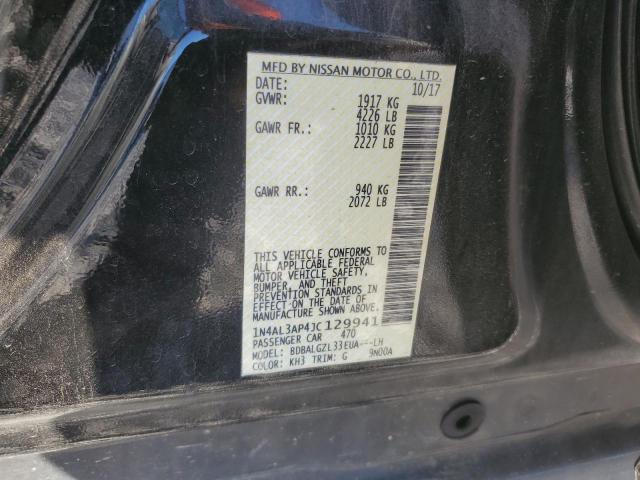 MFD BY NISSAN MOTOR CO., LTD.
DATE: 10/17
GVWR: 1917 KG
4226 LB
GAWR FR.: 1010 KG
2227 LB
GAWR RR.: 940 KG
2072 LB
THIS VEHICLE CONFORMS TO
ALL APPLICABLE FEDERAL
MOTOR VEHICLE SAFETY,
BUMPER, AND THEFT
PREVENTION STANDARDS IN
EFFECT ON THE DATE OF
MANUFACTURE SHOWN ABOVE.
1N4AL3AP4JC129941
PASSENGER CAR 470
MODEL: BDBALGZL33EUA---LH
COLOR: KH3 TRIM: G 9N00A